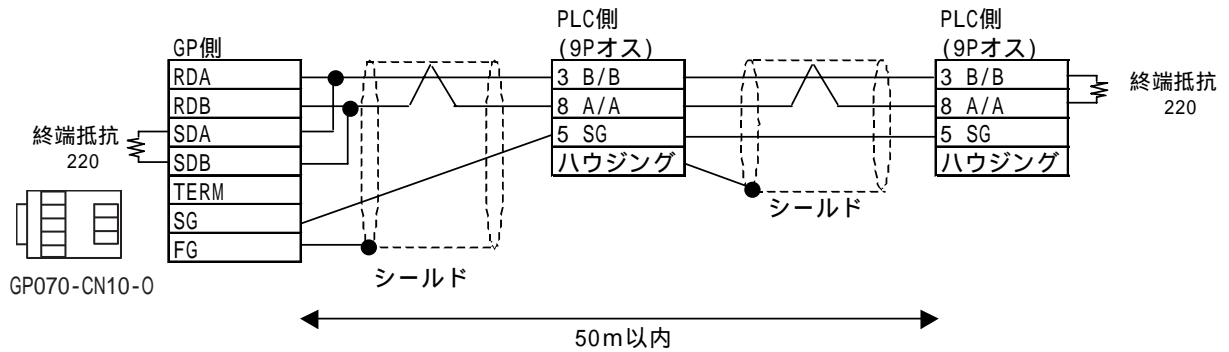 GP側
RDA
RDB
SDA
SDB
TERM
SG
FG
終端抵抗
220
GP070-CN10-O
シールド
PLC側
(9Pオス)
3 B/B
8 A/A
5 SG
ハウジング
シールド
PLC側
(9Pオス)
3 B/B
8 A/A
5 SG
ハウジング
終端抵抗
220
50m以内